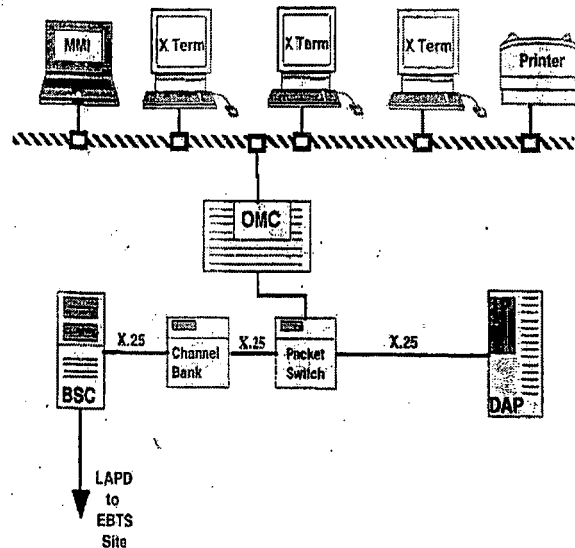 MMI
X Term
X Term
X Term
Printer
OMC
BSC
X.25
Channel
Bank
X.25
Packet
Switch
X.25
DAP
LAPD
to
EBTS
Site